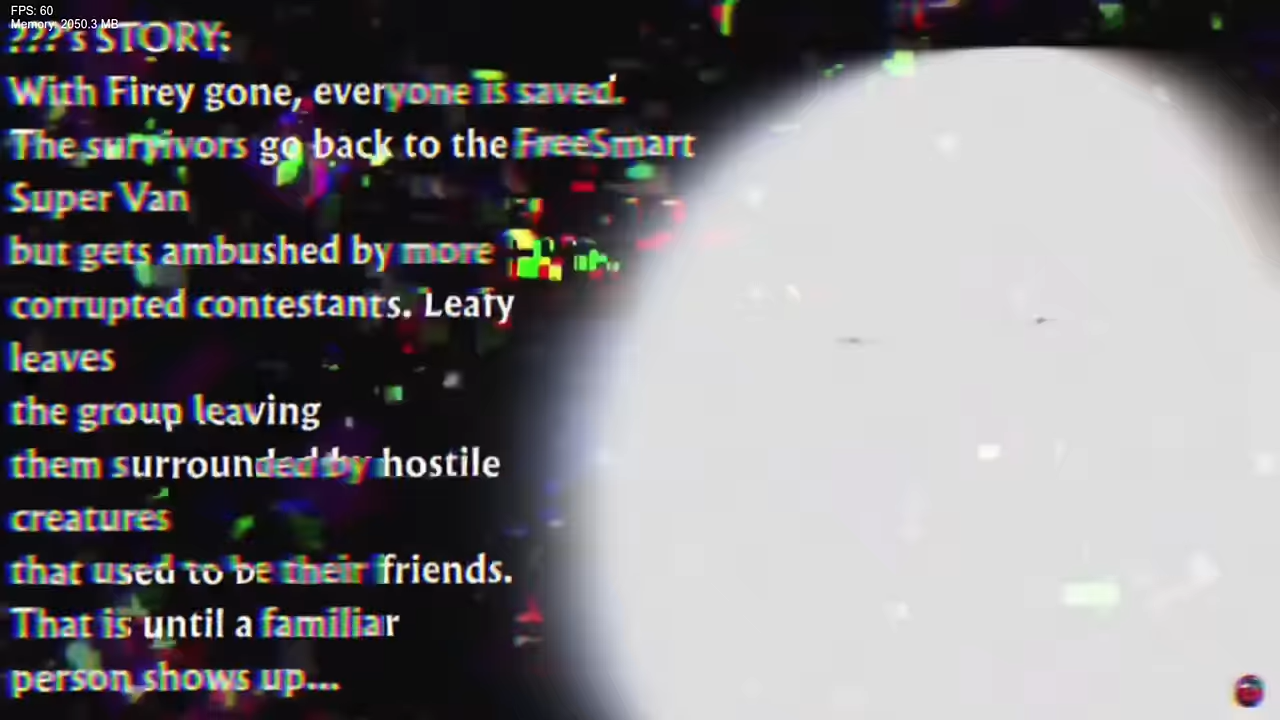 FPS: 60
Memory: 2050.3 MB
???'s STORY:
With Firey gone, everyone is saved.
The survivors go back to the FreeSmart
Super Van
but gets ambushed by more
corrupted contestants. Leafy
leaves
the group leaving
them surrounded by hostile
creatures
that used to be their friends.
That is until a familiar
person shows up...